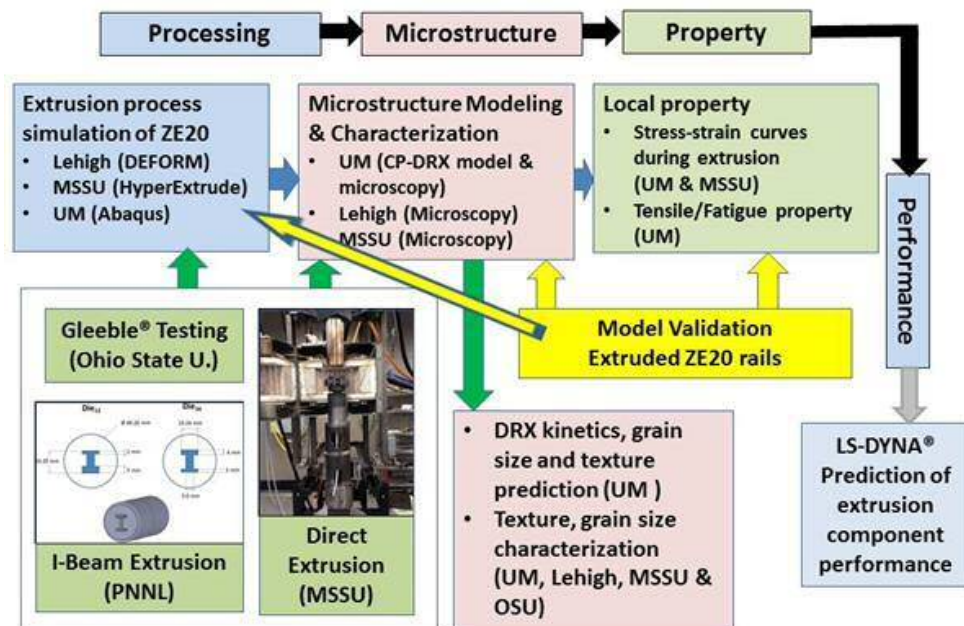 Processing
Microstructure
Property
Extrusion process
simulation of ZE20
• Lehigh (DEFORM)
• MSSU (HyperExtrude)
• UM (Abaqus)
Microstructure Modeling
& Characterization
• UM (CP-DRX model &
microscopy)
• Lehigh (Microscopy)
MSSU (Microscopy)
Local property
• Stress-strain curves
during extrusion
(UM & MSSU)
• Tensile/Fatigue property
(UM)
Performance
Gleeble® Testing
(Ohio State U.)
Model Validation
Extruded ZE20 rails
I-Beam Extrusion
(PNNL)
Direct
Extrusion
(MSSU)
• DRX kinetics, grain
size and texture
prediction (UM )
• Texture, grain size
characterization
(UM, Lehigh, MSSU &
OSU)
LS-DYNA®
Prediction of
extrusion
component
performance